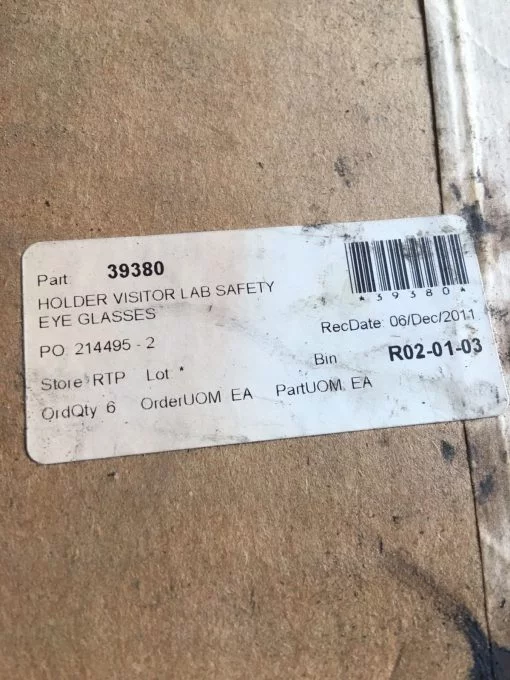 Part 39380
HOLDER VISITOR LAB SAFETY
EYE GLASSES
*39380*
PO 214495 - 2
RecDate 06/Dec/2011
Store RTP Lot *
Bin R02-01-03
OrdQty 6 OrderUOM EA PartUOM EA